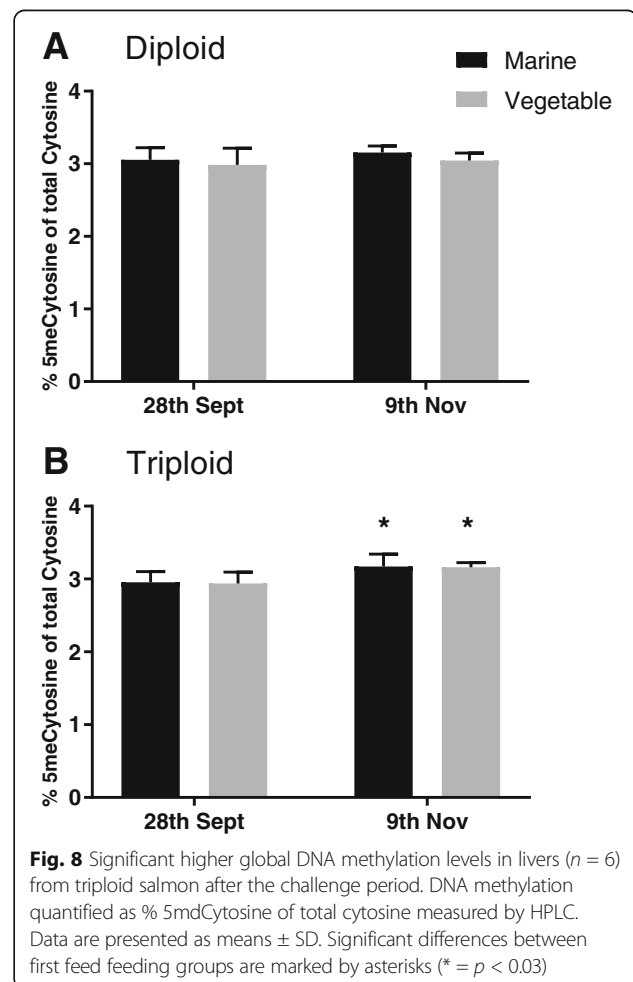 A Diploid
Marine
Vegetable
% 5meCytosine of total Cytosine
4
3
2
1
0
28th Sept
9th Nov
B Triploid
% 5meCytosine of total Cytosine
4
3
2
1
0
* *
28th Sept
9th Nov
Fig. 8 Significant higher global DNA methylation levels in livers (n = 6)
from triploid salmon after the challenge period. DNA methylation
quantified as % 5mdCytosine of total cytosine measured by HPLC.
Data are presented as means ± SD. Significant differences between
first feed feeding groups are marked by asterisks (* = p < 0.03)